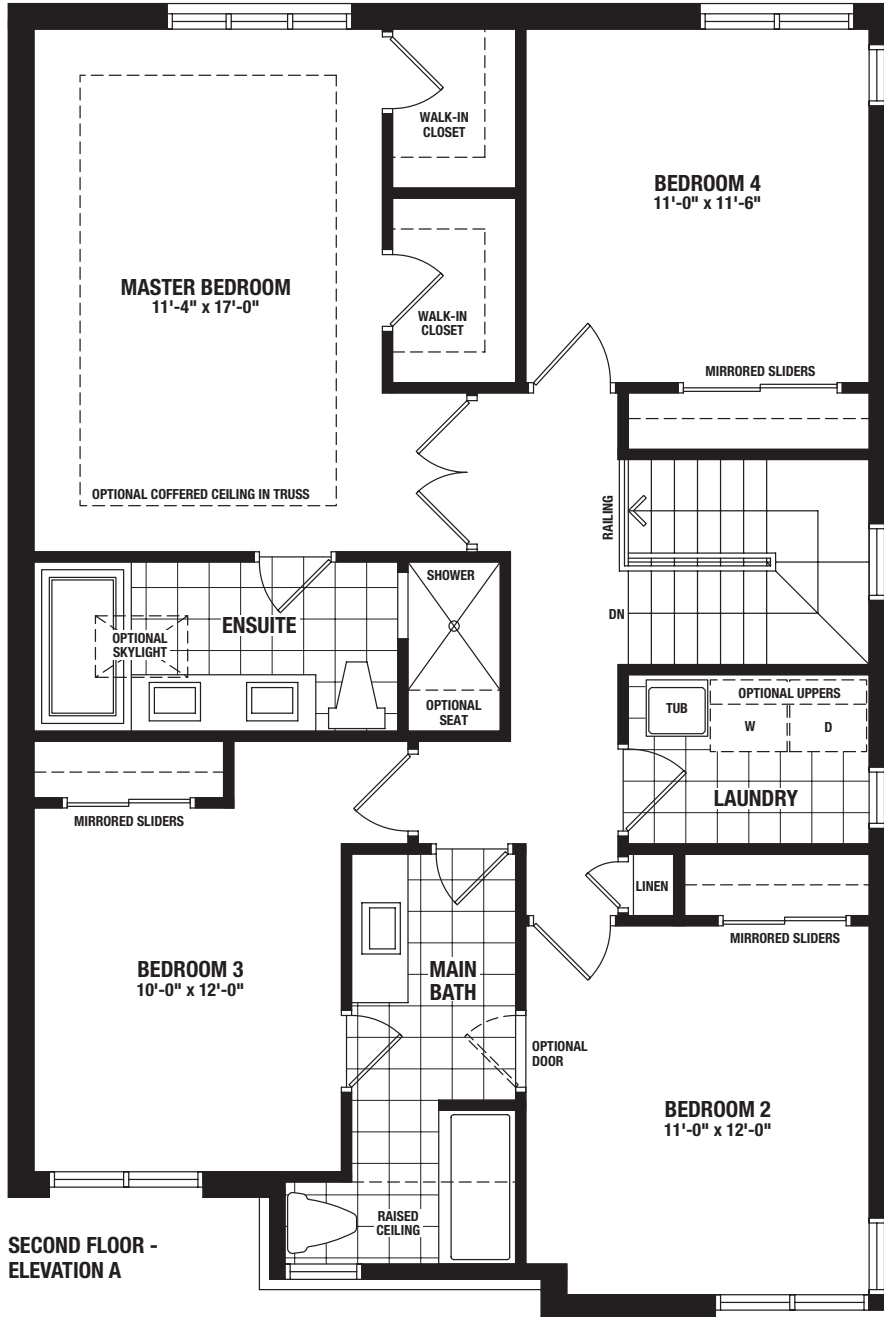 WALK-IN
CLOSET
BEDROOM 4
11'-0" x 11'-6"
MASTER BEDROOM
11'-4" x 17'-0"
WALK-IN
CLOSET
MIRRORED SLIDERS
OPTIONAL COFFERED CEILING IN TRUSS
RAILING
SHOWER
ENSUITE
OPTIONAL
SKYLIGHT
DN
OPTIONAL
SEAT
TUB
OPTIONAL UPPERS
W
D
LAUNDRY
MIRRORED SLIDERS
LINEN
MIRRORED SLIDERS
BEDROOM 3
10'-0" x 12'-0"
MAIN
BATH
OPTIONAL
DOOR
BEDROOM 2
11'-0" x 12'-0"
RAISED
CEILING
SECOND FLOOR -
ELEVATION A